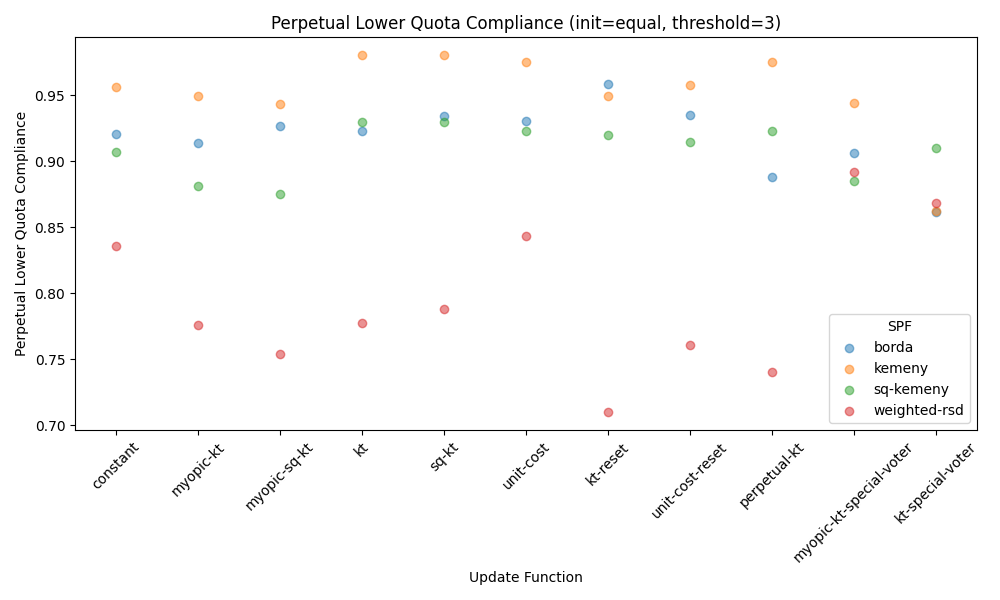 Perpetual Lower Quota Compliance (init=equal, threshold=3)
Perpetual Lower Quota Compliance
0.95
0.90
0.85
0.80
0.75
0.70
SPF
borda
kemeny
sq-kemeny
weighted-rsd
constant
myopic-kt
myopic-sq-kt
kt
sq-kt
unit-cost
kt-reset
unit-cost-reset
perpetual-kt
myopic-kt-special-voter
kt-special-voter
Update Function